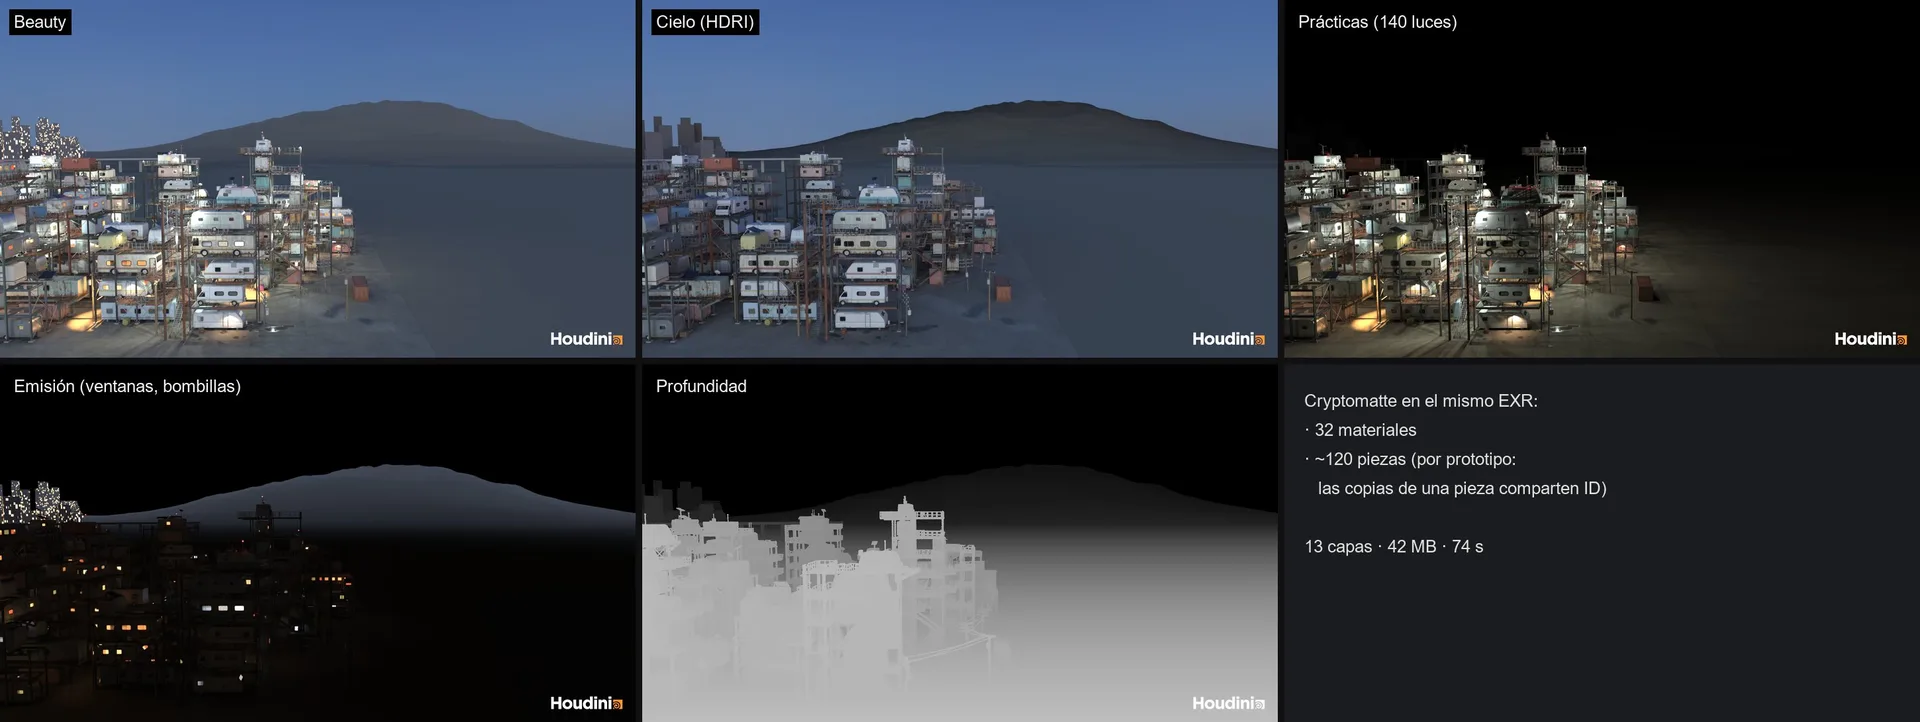 Beauty
Cielo (HDRI)
Prácticas (140 luces)
Houdini
Houdini
Houdini
Emisión (ventanas, bombillas)
Profundidad
Cryptomatte en el mismo EXR:
· 32 materiales
· ~120 piezas (por prototipo:
las copias de una pieza comparten ID)
13 capas · 42 MB · 74 s
Houdini
Houdini